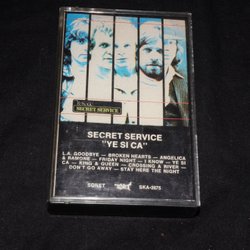 SECRET SERVICE
SECRET SERVICE
"YE SI CA"
L.A. GOODBYE — BROKEN HEARTS — ANGELICA
& RAMONE — FRIDAY NIGHT — I KNOW — YE SI
CA — KING & QUEEN — CROSSING A RIVER —
DON'T GO AWAY — STAY HERE THE NIGHT
SONET
SKA-3675